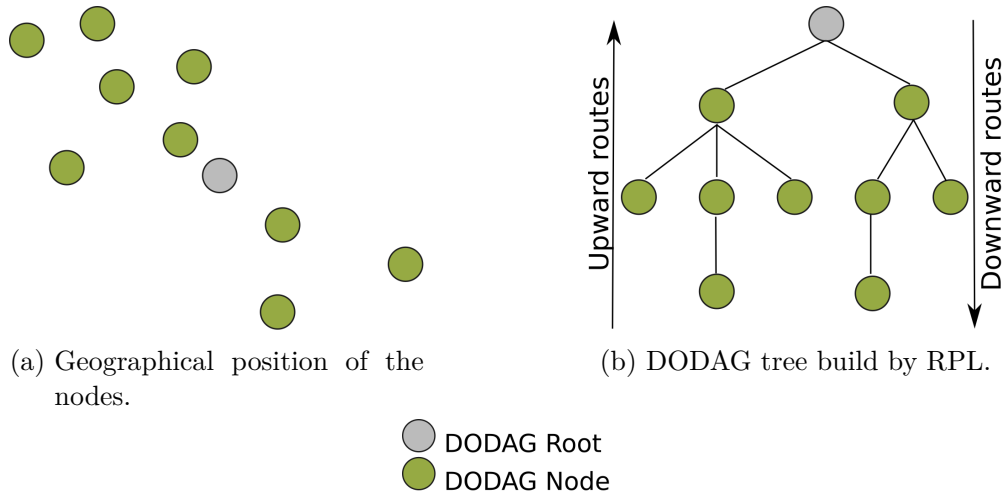 Upward routes
Downward routes
(a) Geographical position of the
nodes.
(b) DODAG tree build by RPL.
DODAG Root
DODAG Node